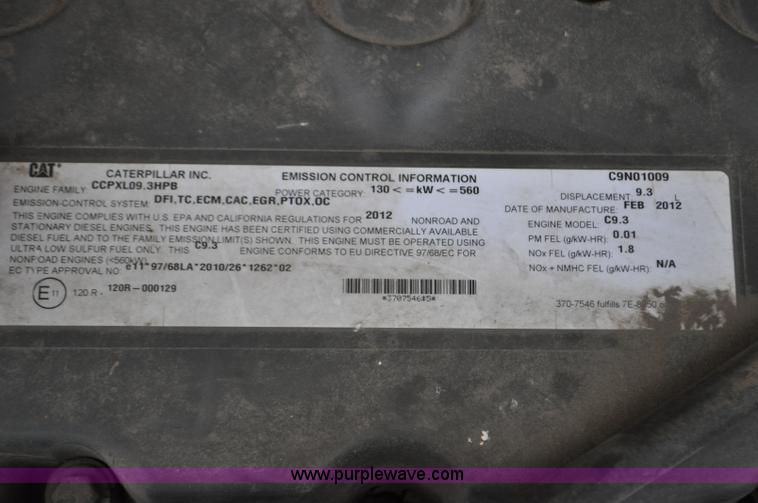 CAT CATERPILLAR INC. EMISSION CONTROL INFORMATION C9N01009
ENGINE FAMILY: CCPXL09.3HPB POWER CATEGORY: 130 < =kW< =560 DISPLACEMENT: 9.3 L
EMISSION-CONTROL SYSTEM: DFI,TC,ECM,CAC,EGR,PTOX,OC DATE OF MANUFACTURE: FEB 2012
THIS ENGINE COMPLIES WITH U.S. EPA AND CALIFORNIA REGULATIONS FOR 2012 NONROAD AND ENGINE MODEL: C9.3
STATIONARY DIESEL ENGINES. THIS ENGINE HAS BEEN CERTIFIED USING COMMERCIALLY AVAILABLE PM FEL (g/kW-HR): 0.01
DIESEL FUEL AND TO THE FAMILY EMISSION LIMIT(S) SHOWN. THIS ENGINE MUST BE OPERATED USING NOx FEL (g/kW-HR): 1.8
ULTRA LOW SULFUR FUEL ONLY. THIS C9.3 ENGINE CONFORMS TO EU DIRECTIVE 97/68/EC FOR NOx + NMHC FEL (g/kW-HR): N/A
NONROAD ENGINES (<560kW)
EC TYPE APPROVAL NO.: e11*97/68LA*2010/26*1262*02
E11 120 R - 120R-000129 *3707546#5* 370-7546 fulfills
www.purplewave.com